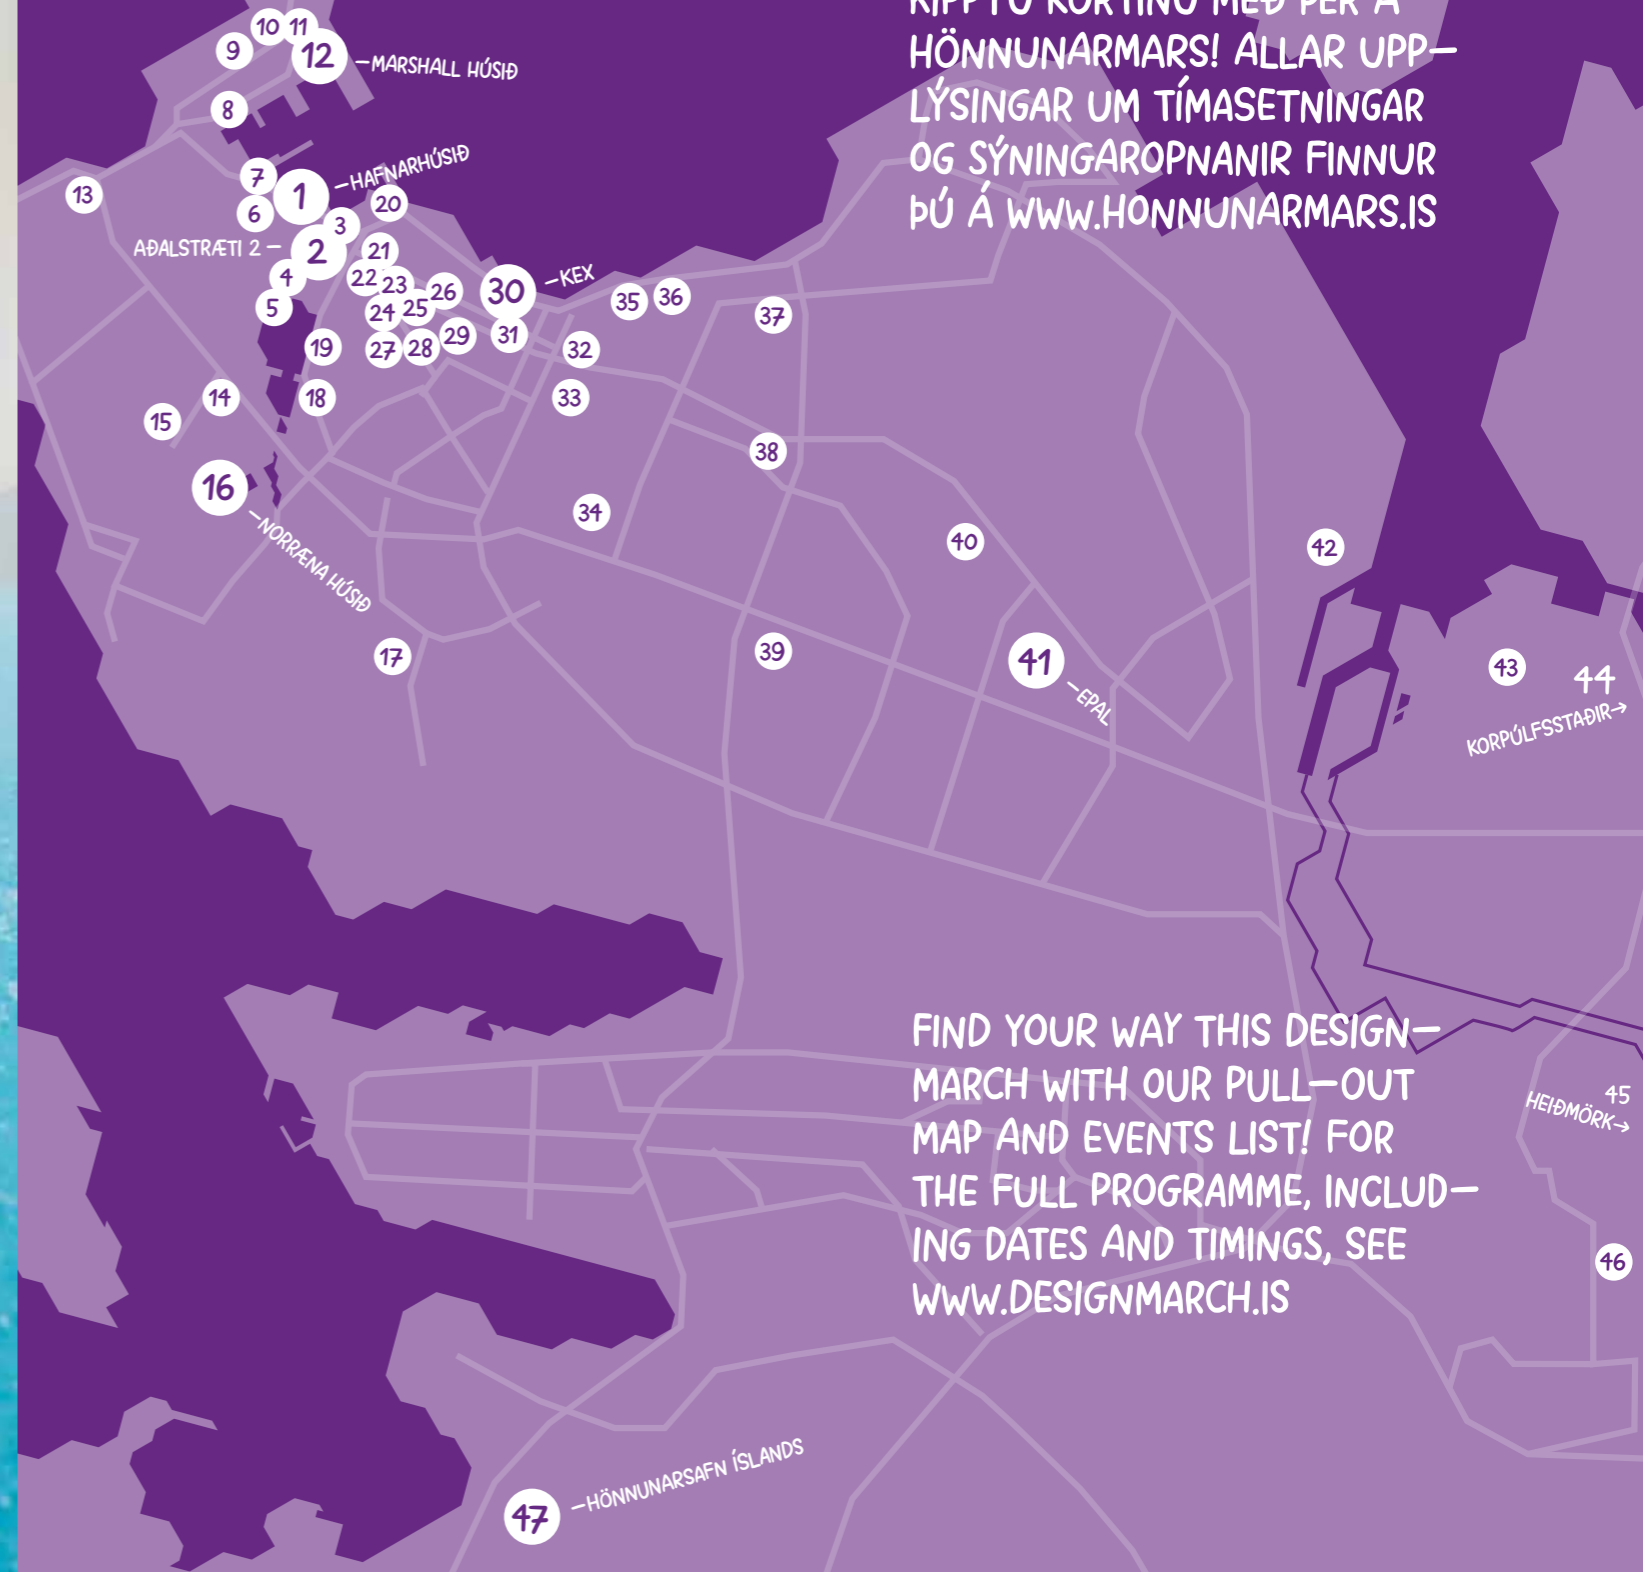 KIPPTU KORTINU MEÐ ÞÉR Á
HÖNNUNARMARS! ALLAR UPP–
LÝSINGAR UM TÍMASETNINGAR
OG SÝNINGAROPNANIR FINNUR
ÞÚ Á WWW.HONNUNARMARS.IS
10 11
9 12 –MARSHALL HÚSIÐ
8
7 1 –HAFNARHÚSIÐ
13
6 3 20
AÐALSTRÆTI 2 – 2 21
4 22 23 26 30 –KEX
5 24 25 35 36
37
19 27 28 29 31 32
14 18 33
15
38
16 –NORRÆNA HÚSIÐ
34
40
42
17
39
41 –EPAL
43
44
KORPÚLFSSTAÐIR→
FIND YOUR WAY THIS DESIGN–
MARCH WITH OUR PULL–OUT
MAP AND EVENTS LIST! FOR
THE FULL PROGRAMME, INCLUD–
ING DATES AND TIMINGS, SEE
WWW.DESIGNMARCH.IS
45
HEIÐMÖRK→
46
47 –HÖNNUNARSAFN ÍSLANDS